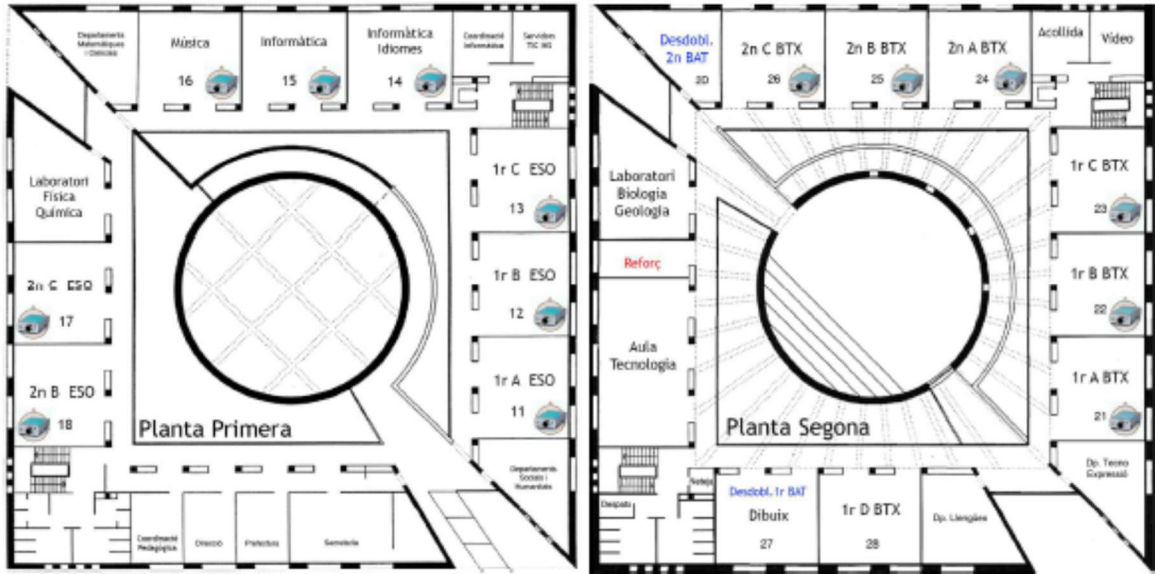 Departaments
Matemàtiques
i Ciències
Música
16
Informàtica
15
Informàtica
Idiomes
14
Coordinació
Informàtica
Servidors
TIC
Laboratori
Física
Química
1r C ESO
13
2n C ESO
17
1r B ESO
12
2n B ESO
18
1r A ESO
11
Planta Primera
Departaments
Socials i
Humanitats
Coordinació
Pedagògica
Direcció
Prefectura
Secretaria
Desdobl.
2n BAT
20
2n C BTX
26
2n B BTX
25
2n A BTX
24
Acollida
Vídeo
Laboratori
Biologia
Geologia
1r C BTX
23
Reforç
1r B BTX
22
Aula
Tecnologia
1r A BTX
21
Planta Segona
Dp. Tecno
Expressió
Neteja
Despatx
Desdobl. 1r BAT
Dibuix
27
1r D BTX
28
Dp. Llengües